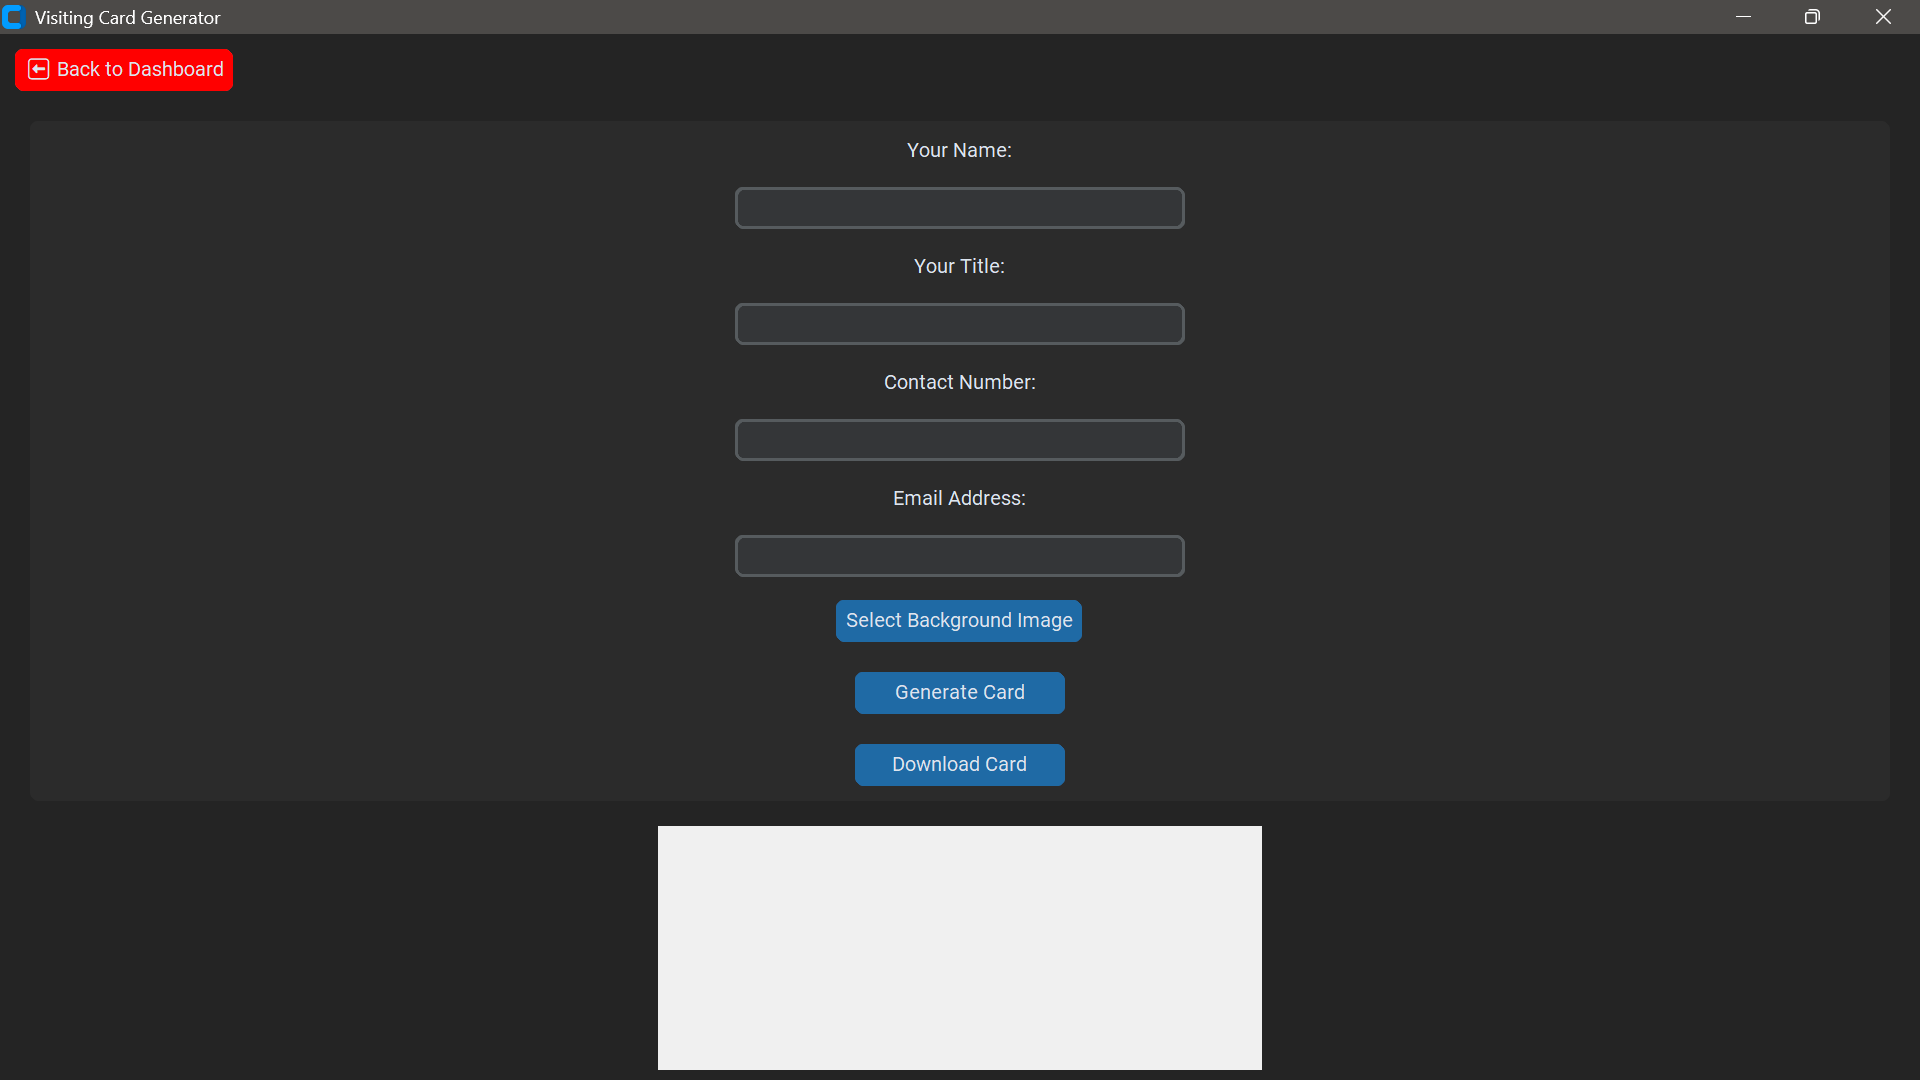 Visiting Card Generator
Back to Dashboard
Your Name:
Your Title:
Contact Number:
Email Address:
Select Background Image
Generate Card
Download Card